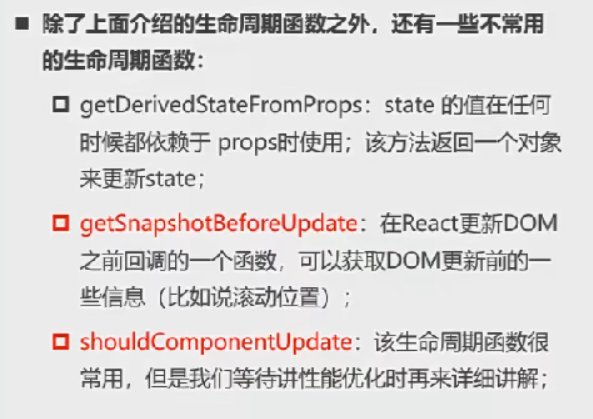 除了上面介绍的生命周期函数之外，还有一些不常用
的生命周期函数：
getDerivedStateFromProps：state 的值在任何
时候都依赖于 props时使用；该方法返回一个对象
来更新state；
getSnapshotBeforeUpdate：在React更新DOM
之前回调的一个函数，可以获取DOM更新前的一
些信息（比如说滚动位置）；
shouldComponentUpdate：该生命周期函数很
常用，但是我们等待讲性能优化时再来详细讲解；